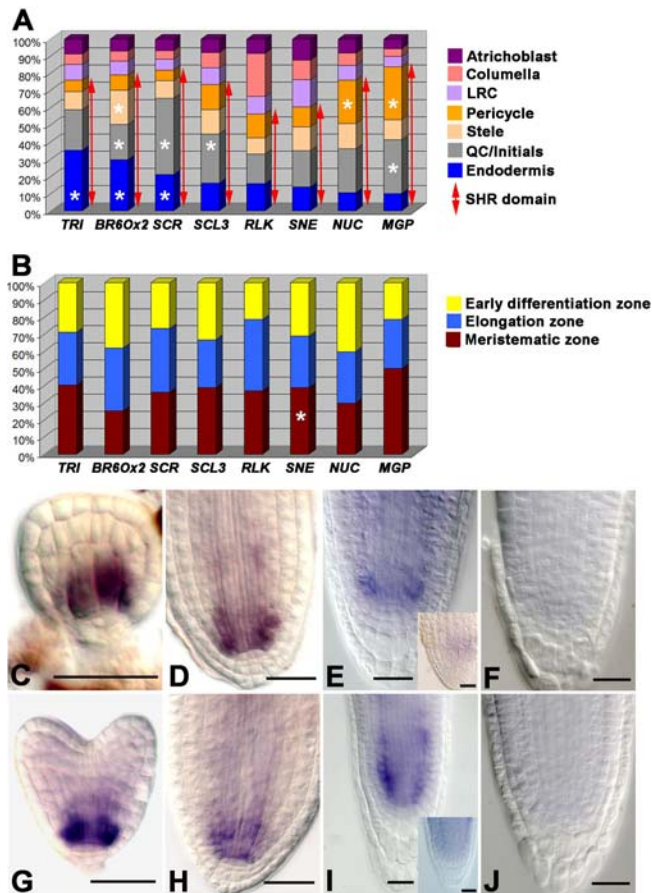 A
100%
90%
80%
70%
60%
50%
40%
30%
20%
10%
0%
* * * * * * * * * *
TRI BR6Ox2 SCR SCL3 RLK SNE NUC MGP
Atrichoblast
Columella
LRC
Pericycle
Stele
QC/Initials
Endodermis
SHR domain
B
100%
90%
80%
70%
60%
50%
40%
30%
20%
10%
0%
*
TRI BR6Ox2 SCR SCL3 RLK SNE NUC MGP
Early differentiation zone
Elongation zone
Meristematic zone
C D E F
G H I J